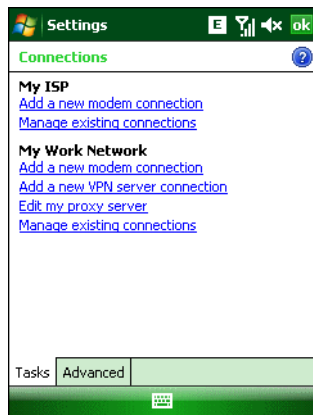 Settings
E
ok
Connections
?
My ISP
Add a new modem connection
Manage existing connections
My Work Network
Add a new modem connection
Add a new VPN server connection
Edit my proxy server
Manage existing connections
Tasks Advanced